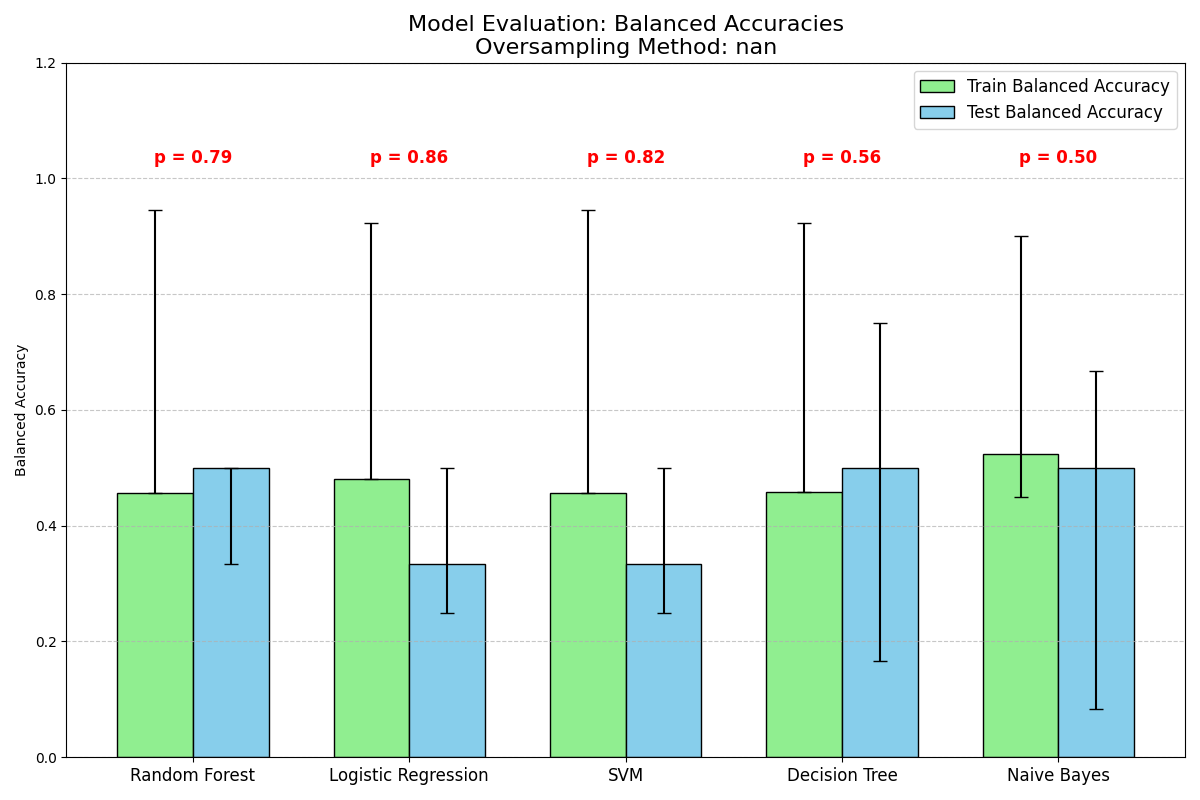 Model Evaluation: Balanced Accuracies
Oversampling Method: nan
Train Balanced Accuracy
Test Balanced Accuracy
p = 0.79
p = 0.86
p = 0.82
p = 0.56
p = 0.50
Balanced Accuracy
1.2
1.0
0.8
0.6
0.4
0.2
0.0
Random Forest
Logistic Regression
SVM
Decision Tree
Naive Bayes